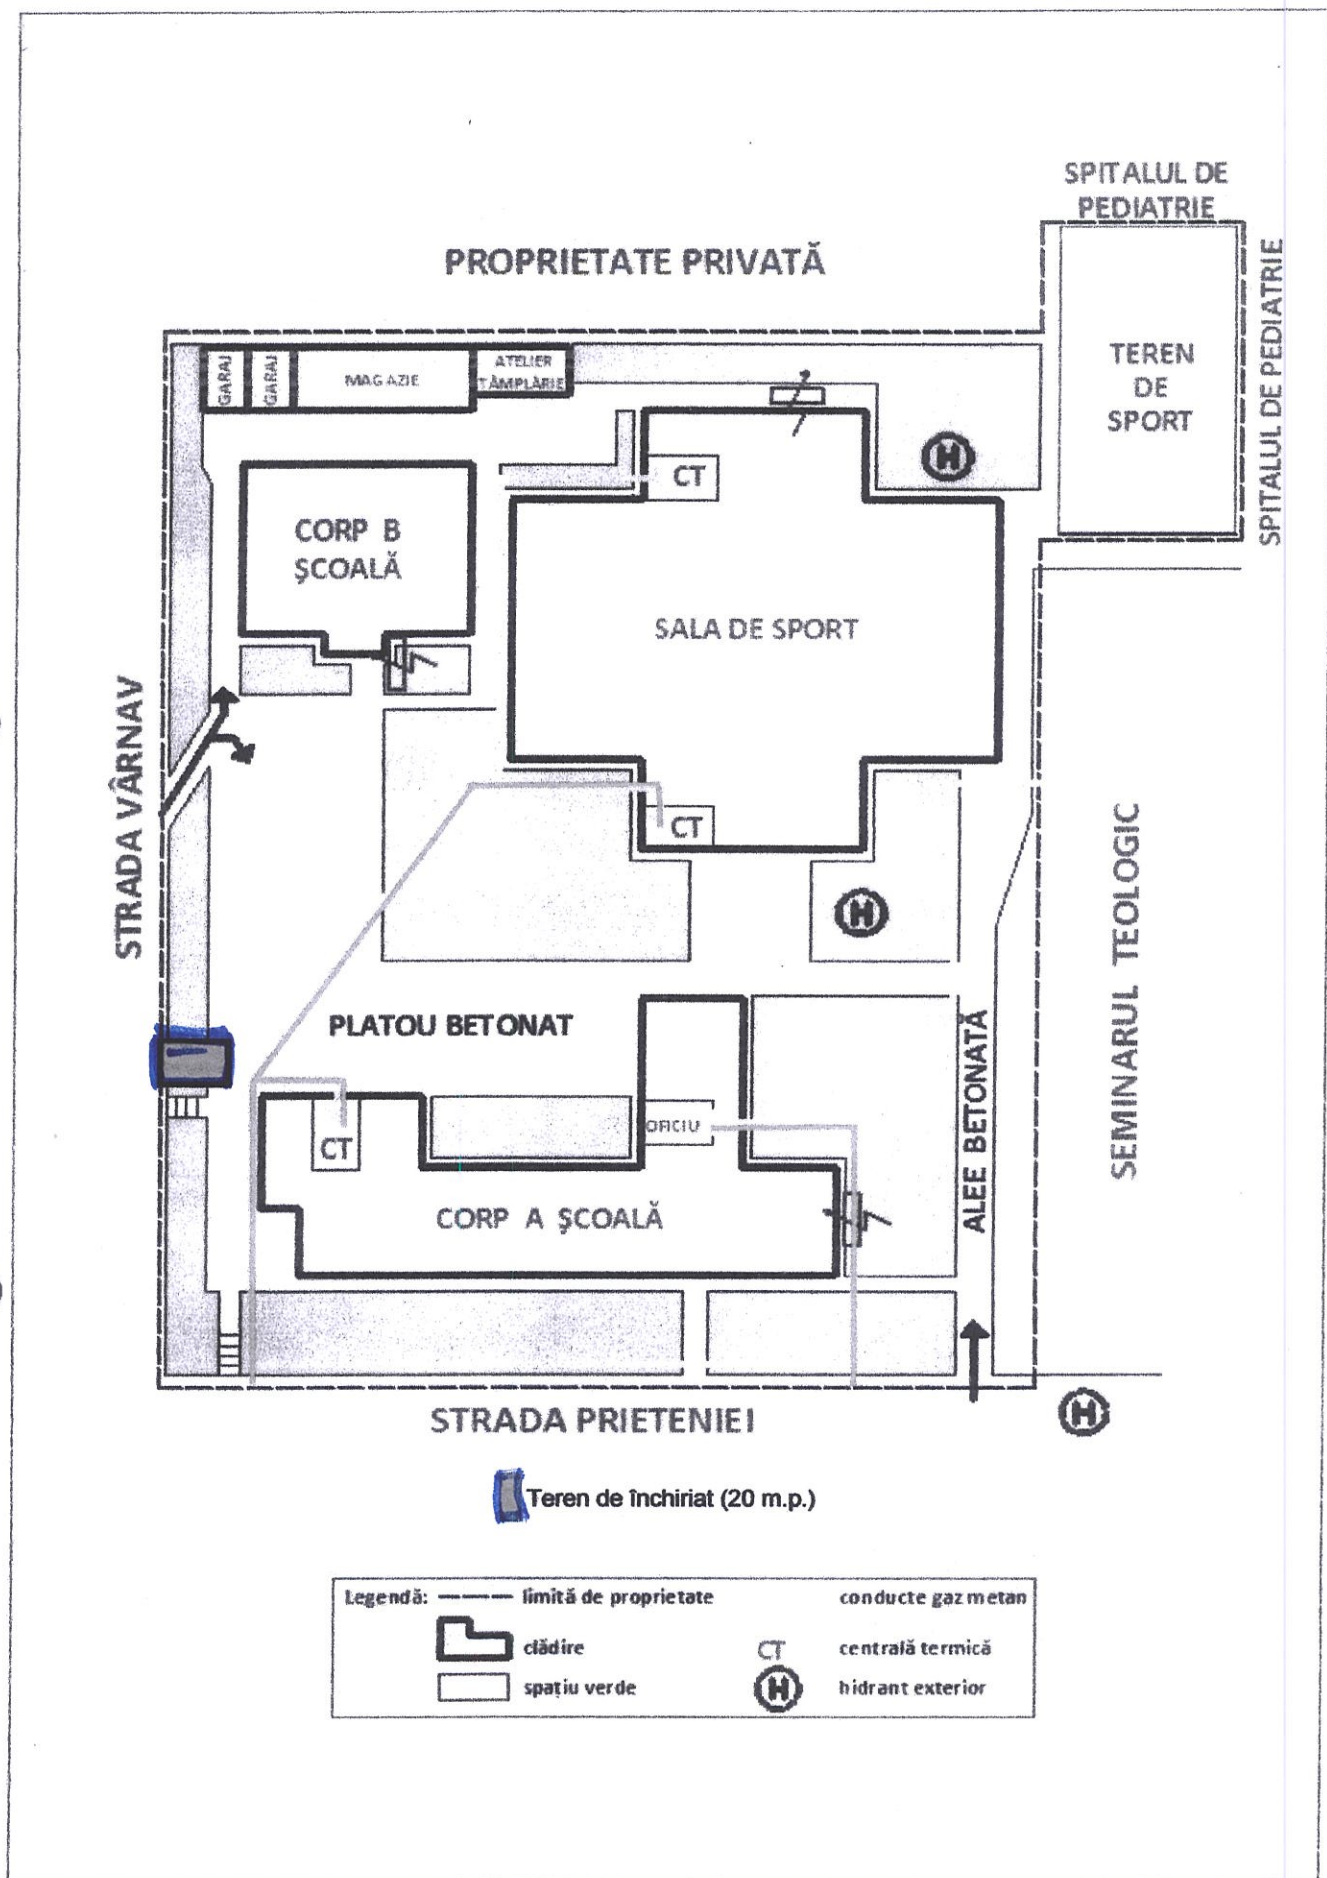 SPITALUL DE
PEDIATRIE
PROPRIETATE PRIVATĂ
SPITALUL DE PEDIATRIE
TEREN
DE
SPORT
GARAJ
GARAJ
MAGAZIE
ATELIER
TÂMPLĂRIE
H
CT
CORP B
ŞCOALĂ
SALA DE SPORT
STRADA VÂRNAV
CT
H
SEMINARUL TEOLOGIC
PLATOU BETONAT
ALEE BETONATĂ
CT
OFICIU
CORP A ŞCOALĂ
STRADA PRIETENIEI
H
Teren de închiriat (20 m.p.)
Legendă: limită de proprietate conducte gaz metan
clădire CT centrală termică
spaţiu verde H hidrant exterior